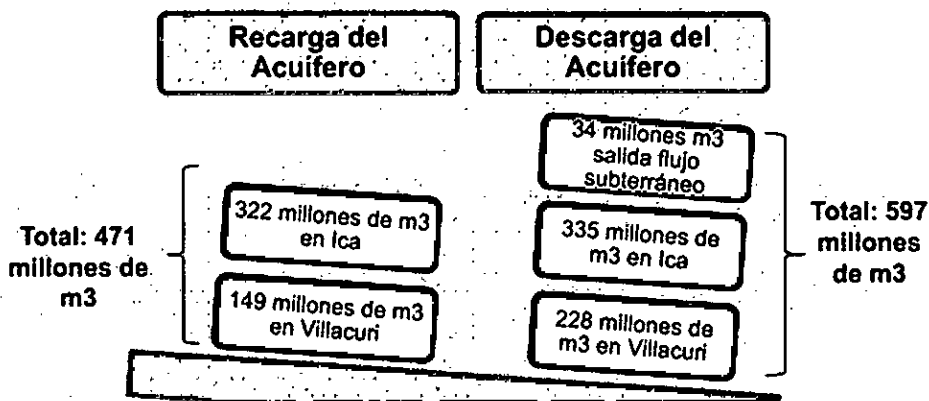 Recarga del
Acuífero
Descarga del
Acuífero
34 millones m3
salida flujo
subterráneo
322 millones de m3
en Ica
335 millones de
m3 en Ica
149 millones de m3
en Villacuri
228 millones de
m3 en Villacuri
Total: 471
millones de
m3
Total: 597
millones
de m3